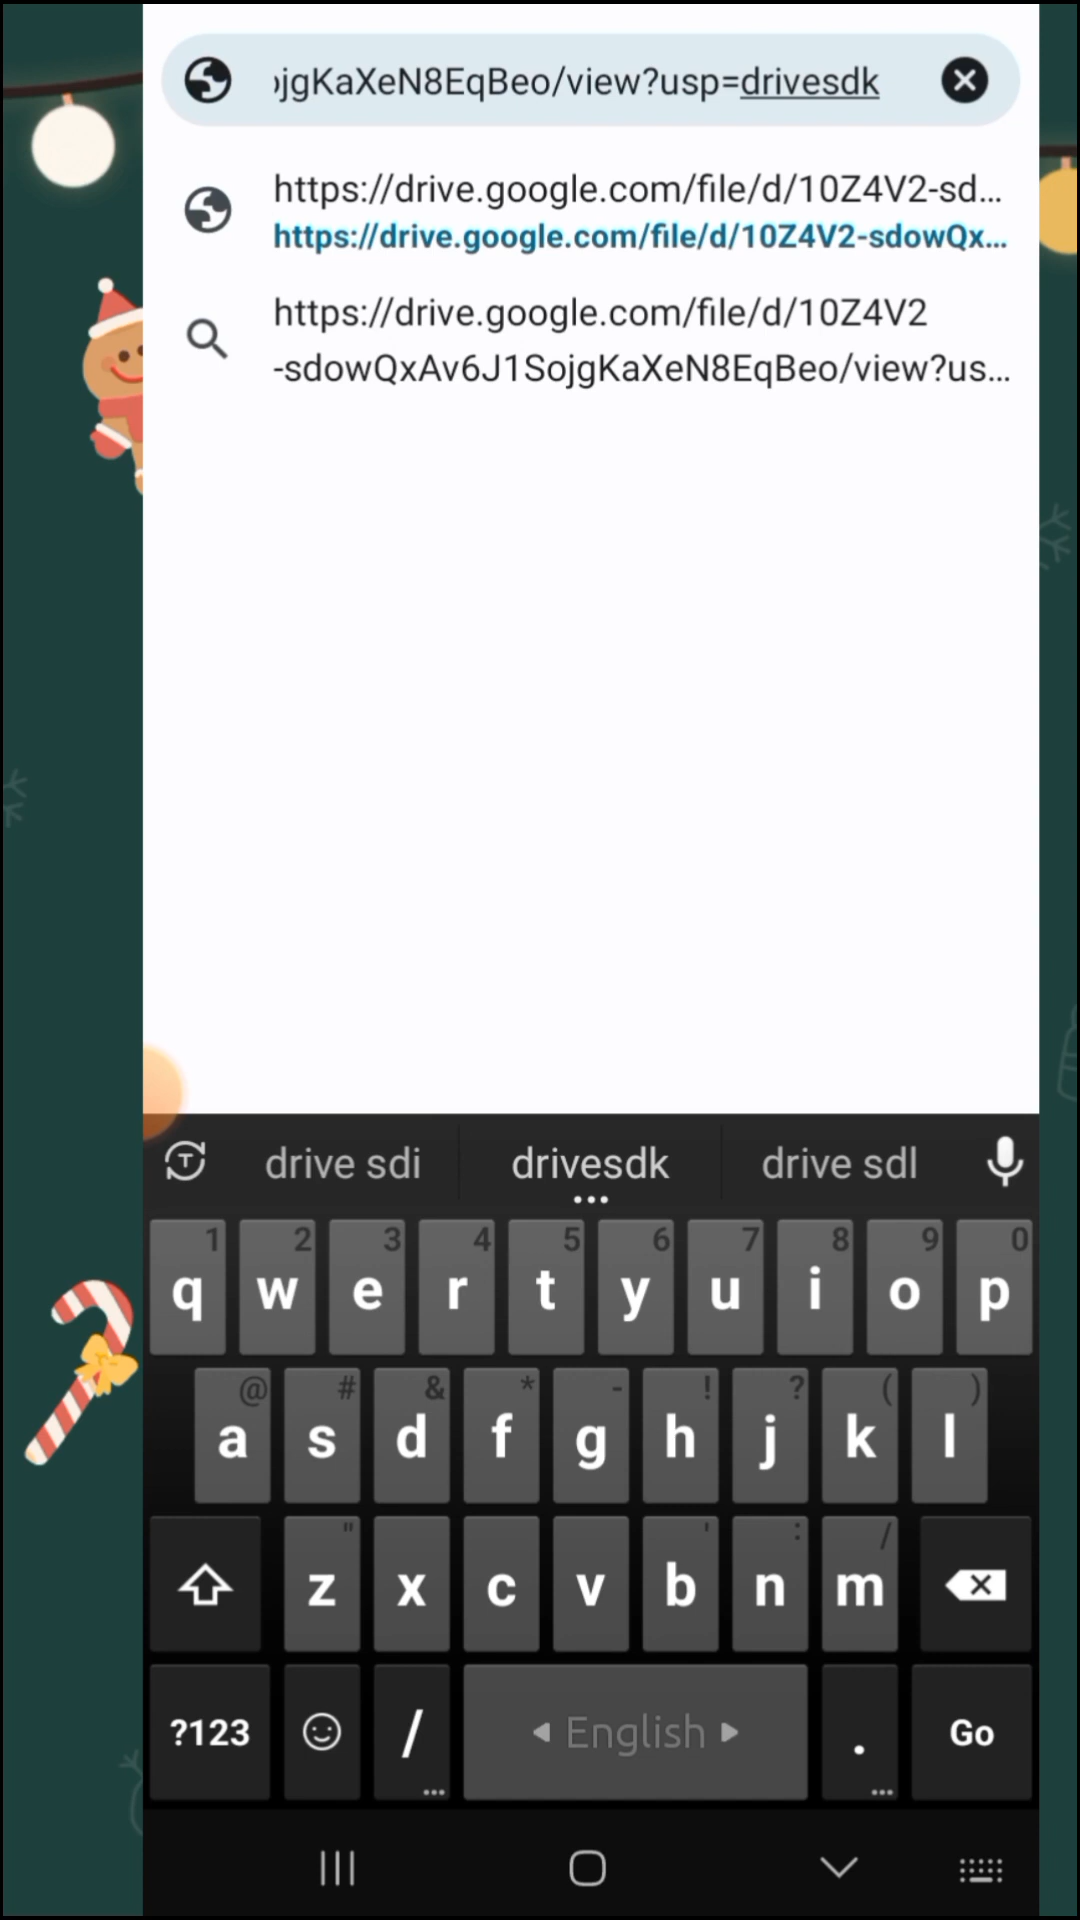 ojgKaXeN8EqBeo/view?usp=drivesdk
https://drive.google.com/file/d/10Z4V2-sd...
https://drive.google.com/file/d/10Z4V2-sdowQx...
https://drive.google.com/file/d/10Z4V2
-sdowQxAv6J1SojgKaXeN8EqBeo/view?us...
drive sdi drivesdk drive sdl
1 2 3 4 5 6 7 8 9 0
q w e r t y u i o p
@ # & * - ! ? ( )
a s d f g h j k l
" ' : /
z x c v b n m
?123 / English . Go